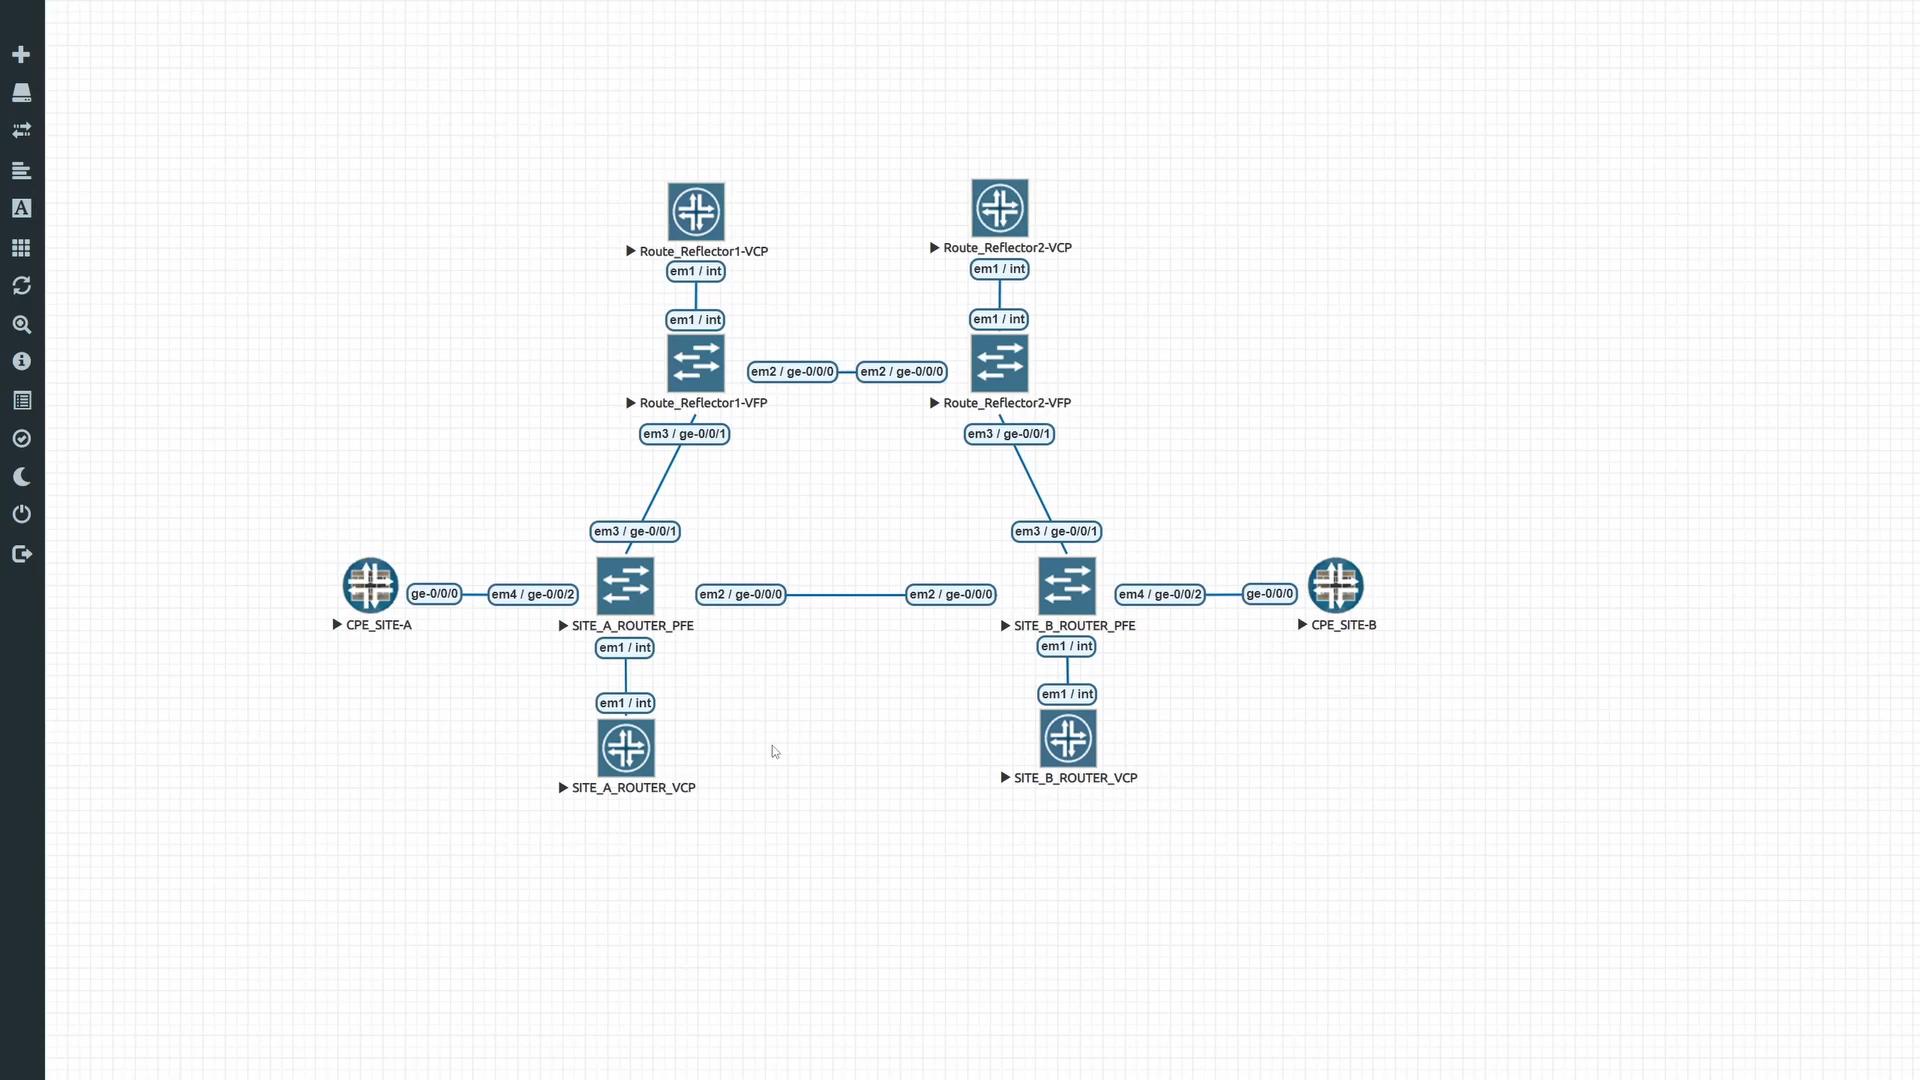 A
Route_Reflector1-VCP
Route_Reflector2-VCP
em1 / int
em1 / int
em1 / int
em1 / int
em2 / ge-0/0/0
em2 / ge-0/0/0
Route_Reflector1-VFP
Route_Reflector2-VFP
em3 / ge-0/0/1
em3 / ge-0/0/1
em3 / ge-0/0/1
em3 / ge-0/0/1
ge-0/0/0
em4 / ge-0/0/2
em2 / ge-0/0/0
em2 / ge-0/0/0
em4 / ge-0/0/2
ge-0/0/0
CPE_SITE-A
SITE_A_ROUTER_PFE
SITE_B_ROUTER_PFE
CPE_SITE-B
em1 / int
em1 / int
em1 / int
em1 / int
SITE_A_ROUTER_VCP
SITE_B_ROUTER_VCP